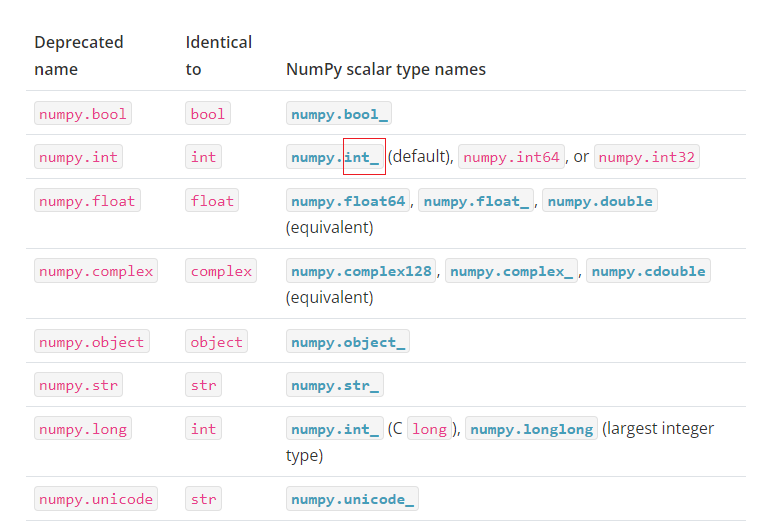 Deprecated name Identical to NumPy scalar type names
numpy.bool bool numpy.bool_
numpy.int int numpy.int_ (default), numpy.int64, or numpy.int32
numpy.float float numpy.float64, numpy.float_, numpy.double
(equivalent)
numpy.complex complex numpy.complex128, numpy.complex_, numpy.cdouble
(equivalent)
numpy.object object numpy.object_
numpy.str str numpy.str_
numpy.long int numpy.int_ (C long), numpy.longlong (largest integer
type)
numpy.unicode str numpy.unicode_